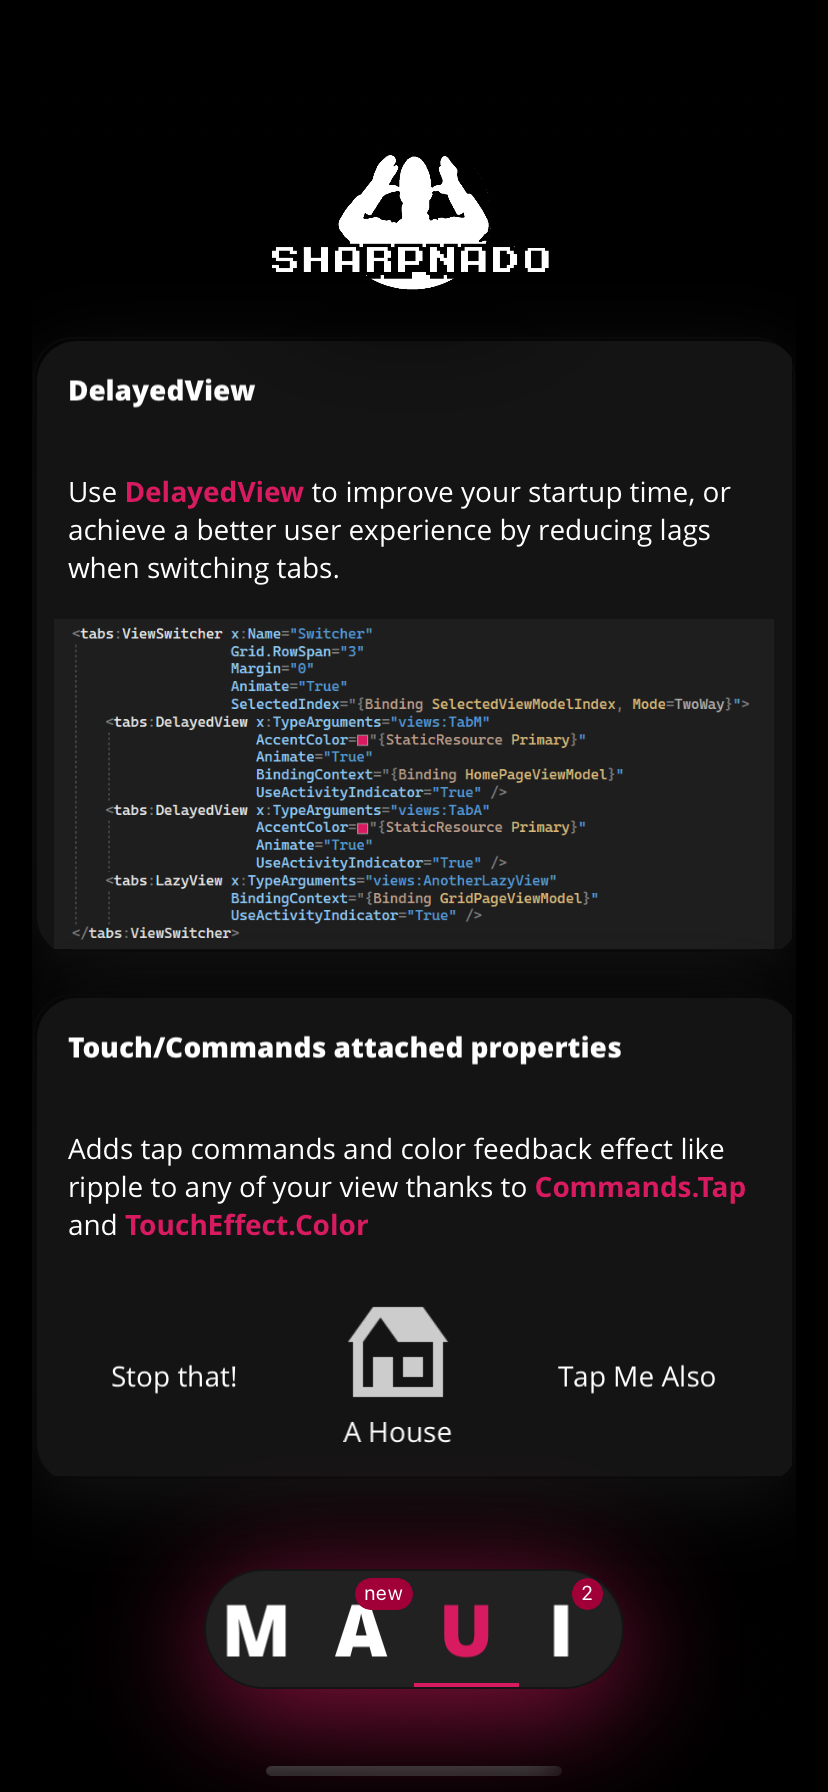 SHARPNADO
DelayedView
Use DelayedView to improve your startup time, or
achieve a better user experience by reducing lags
when switching tabs.
<tabs:ViewSwitcher x:Name="Switcher"
Grid.RowSpan="3"
Margin="0"
Animate="True"
SelectedIndex="{Binding SelectedViewModelIndex, Mode=TwoWay}">
<tabs:DelayedView x:TypeArguments="views:TabM"
AccentColor="{StaticResource Primary}"
Animate="True"
BindingContext="{Binding HomePageViewModel}"
UseActivityIndicator="True" />
<tabs:DelayedView x:TypeArguments="views:TabA"
AccentColor="{StaticResource Primary}"
Animate="True"
UseActivityIndicator="True" />
<tabs:LazyView x:TypeArguments="views:AnotherLazyView"
BindingContext="{Binding GridPageViewModel}"
UseActivityIndicator="True" />
</tabs:ViewSwitcher>
Touch/Commands attached properties
Adds tap commands and color feedback effect like
ripple to any of your view thanks to Commands.Tap
and TouchEffect.Color
Stop that!
A House
Tap Me Also
new 2
M A U I